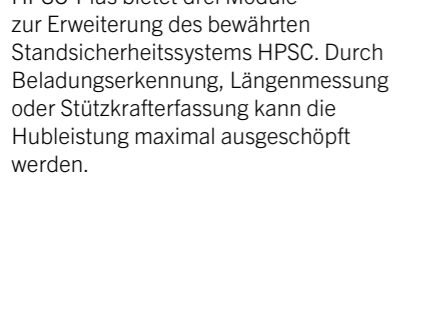 HPSC-Plus bietet drei Module
zur Erweiterung des bewährten
Standsicherheitssystems HPSC. Durch
Beladungserkennung, Längenmessung
oder Stützkrafterfassung kann die
Hubleistung maximal ausgeschöpft
werden.